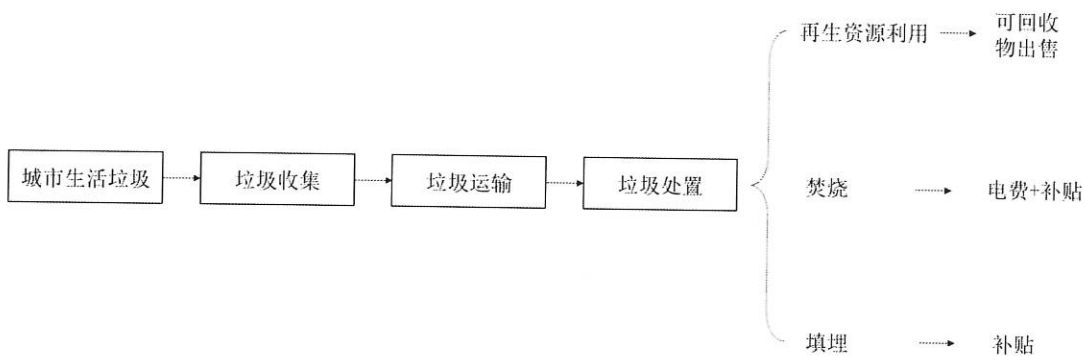 再生资源利用
可回收
物出售
城市生活垃圾
垃圾收集
垃圾运输
垃圾处置
焚烧
电费+补贴
填埋
补贴